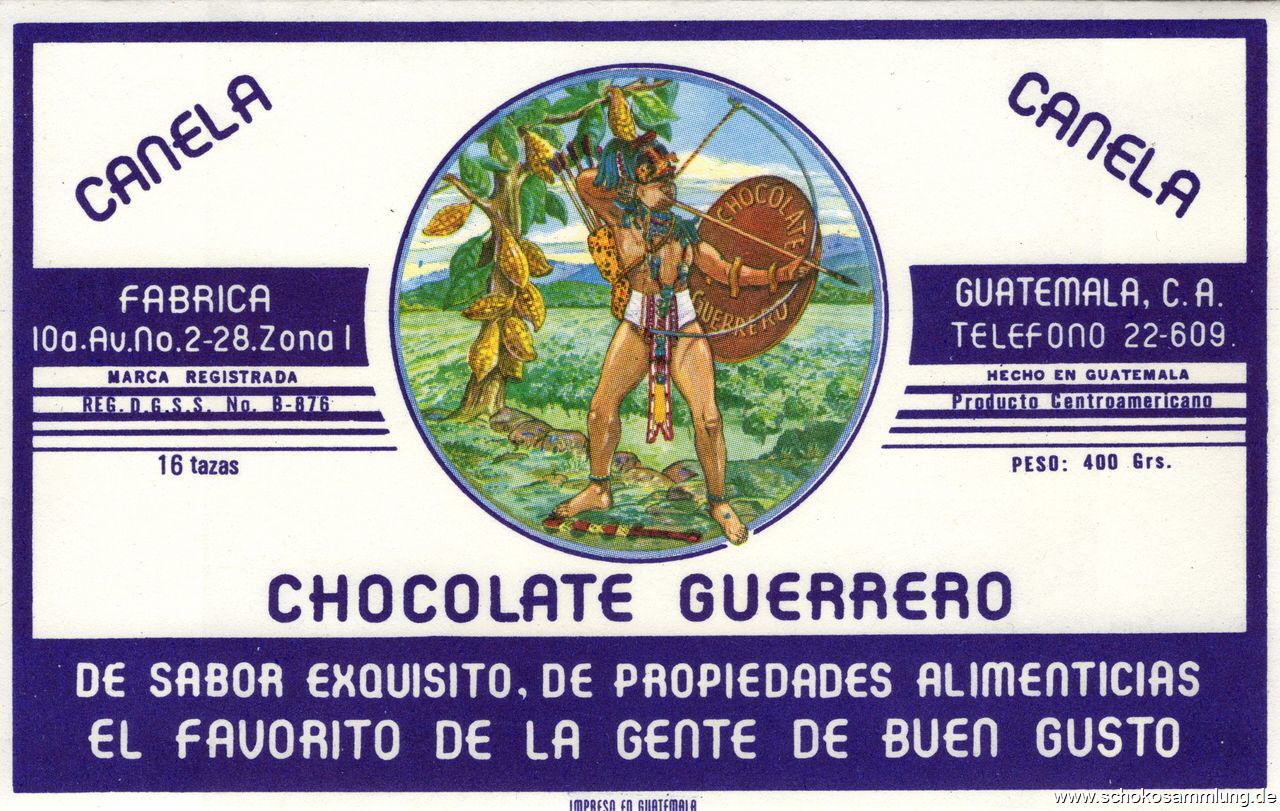 CANELA
CANELA
FABRICA
10a.Av.No.2-28.Zona 1
MARCA REGISTRADA
REG. D.G.S.S. No. B-876
16 tazas
CHOCOLATE
GUERRERO
GUATEMALA, C. A.
TELEFONO 22-609.
HECHO EN GUATEMALA
Producto Centroamericano
PESO: 400 Grs.
CHOCOLATE GUERRERO
DE SABOR EXQUISITO, DE PROPIEDADES ALIMENTICIAS
EL FAVORITO DE LA GENTE DE BUEN GUSTO
IMPRESO EN GUATEMALA
www.schokosammlung.de